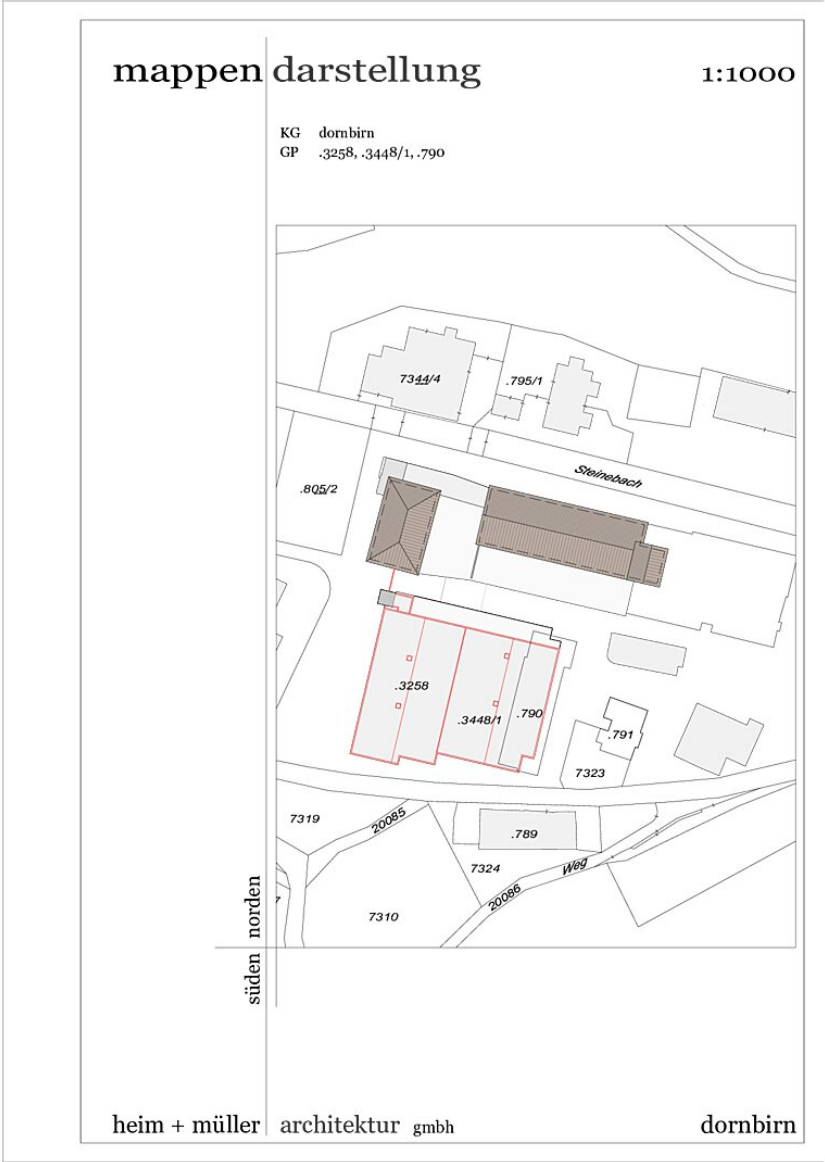 mappen darstellung 1:1000
KG dornbirn
GP .3258, .3448/1, .790
7344/4
.795/1
Steinebach
.805/2
.3258
.3448/1
.790
.791
7323
7319
20085
.789
7324
Weg
20086
7310
7
süden norden
heim + müller architektur gmbh dornbirn